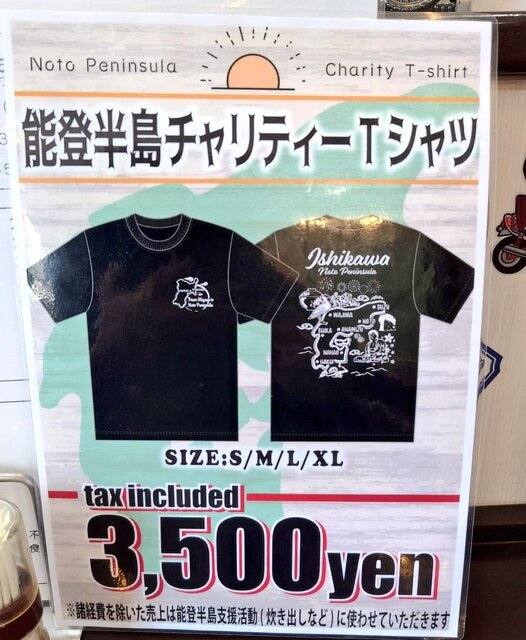 Noto Peninsula
Charity T-shirt
能登半島チャリティーTシャツ
Ishikawa
Noto Peninsula
SUZU
WAJIMA
NOTO
SHIKA
ANAMIZU
NANAO
HAKUI
SIZE:S/M/L/XL
tax included
3,500yen
※諸経費を除いた売上は能登半島支援活動(炊き出しなど)に使わせていただきます